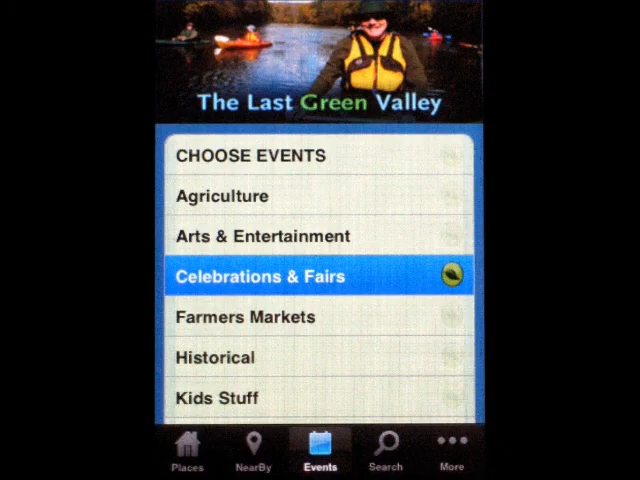 The Last Green Valley
CHOOSE EVENTS
Agriculture
Arts & Entertainment
Celebrations & Fairs
Farmers Markets
Historical
Kids Stuff
Places
NearBy
Events
Search
More